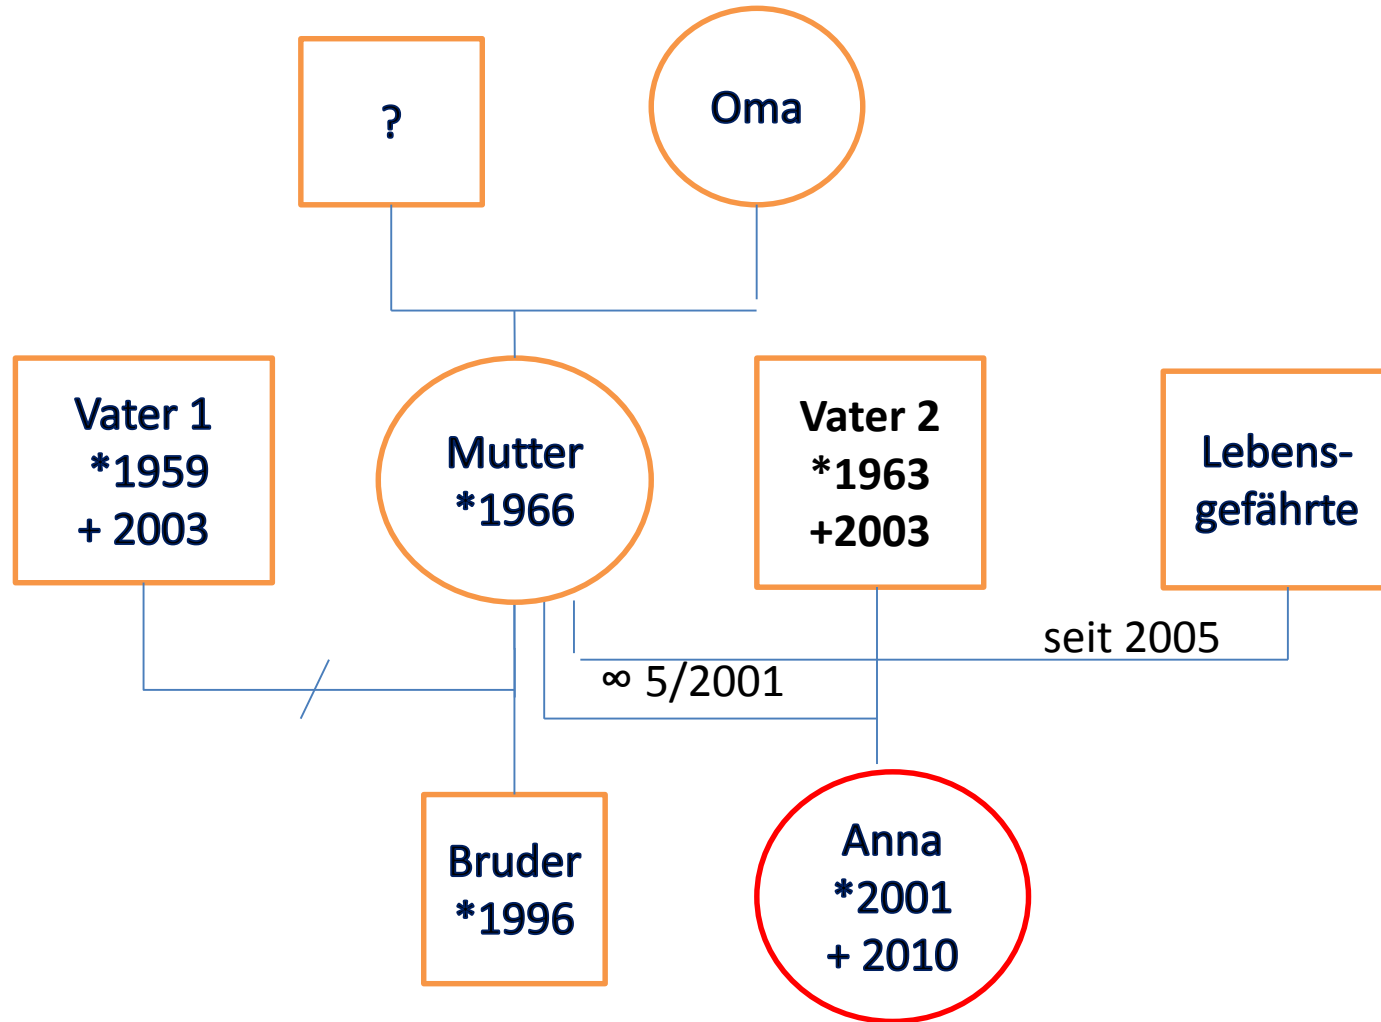 ?
Oma
Vater 1
*1959
+ 2003
Mutter
*1966
Vater 2
*1963
+2003
Lebens-
gefährte
seit 2005
∞ 5/2001
Bruder
*1996
Anna
*2001
+ 2010